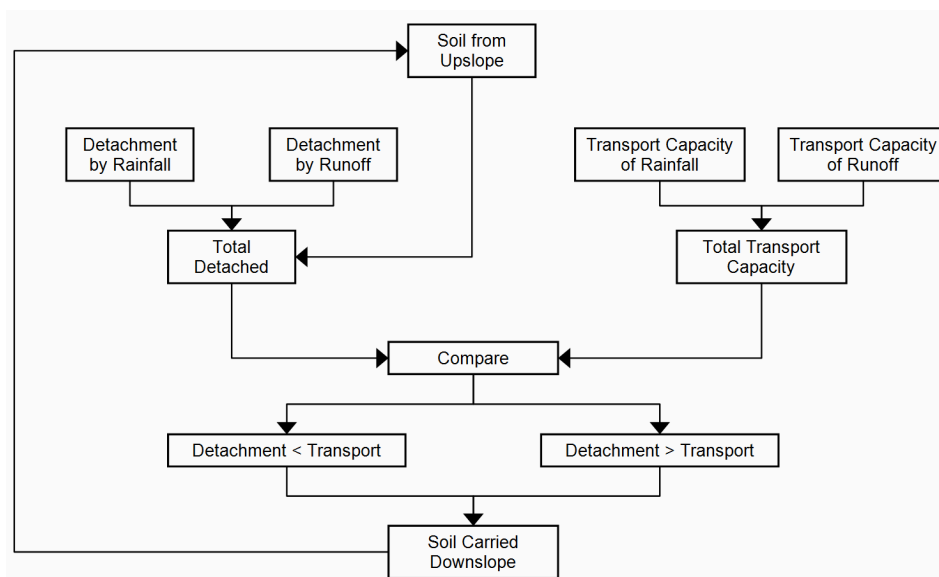 Soil from
Upslope
Detachment
by Rainfall
Detachment
by Runoff
Transport Capacity
of Rainfall
Transport Capacity
of Runoff
Total
Detached
Total Transport
Capacity
Compare
Detachment < Transport
Detachment > Transport
Soil Carried
Downslope